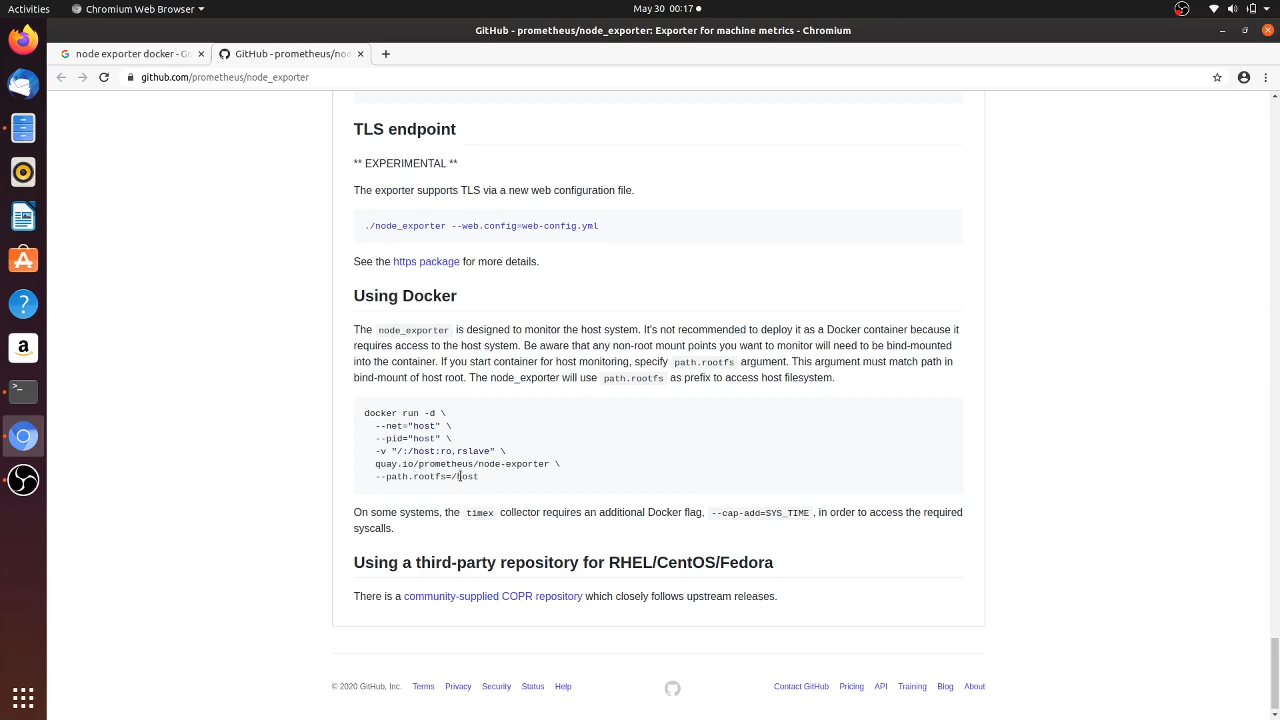 Activities
Chromium Web Browser
May 30 00:17
GitHub - prometheus/node_exporter: Exporter for machine metrics - Chromium
node exporter docker - Go
GitHub - prometheus/no
github.com/prometheus/node_exporter
TLS endpoint
** EXPERIMENTAL **
The exporter supports TLS via a new web configuration file.
./node_exporter --web.config=web-config.yml
See the https package for more details.
Using Docker
The node_exporter is designed to monitor the host system. It's not recommended to deploy it as a Docker container because it
requires access to the host system. Be aware that any non-root mount points you want to monitor will need to be bind-mounted
into the container. If you start container for host monitoring, specify path.rootfs argument. This argument must match path in
bind-mount of host root. The node_exporter will use path.rootfs as prefix to access host filesystem.
docker run -d \
--net="host" \
--pid="host" \
-v "/:/host:ro,rslave" \
quay.io/prometheus/node-exporter \
--path.rootfs=/host
On some systems, the timex collector requires an additional Docker flag, --cap-add=SYS_TIME, in order to access the required
syscalls.
Using a third-party repository for RHEL/CentOS/Fedora
There is a community-supplied COPR repository which closely follows upstream releases.
© 2020 GitHub, Inc. Terms Privacy Security Status Help
Contact GitHub Pricing API Training Blog About